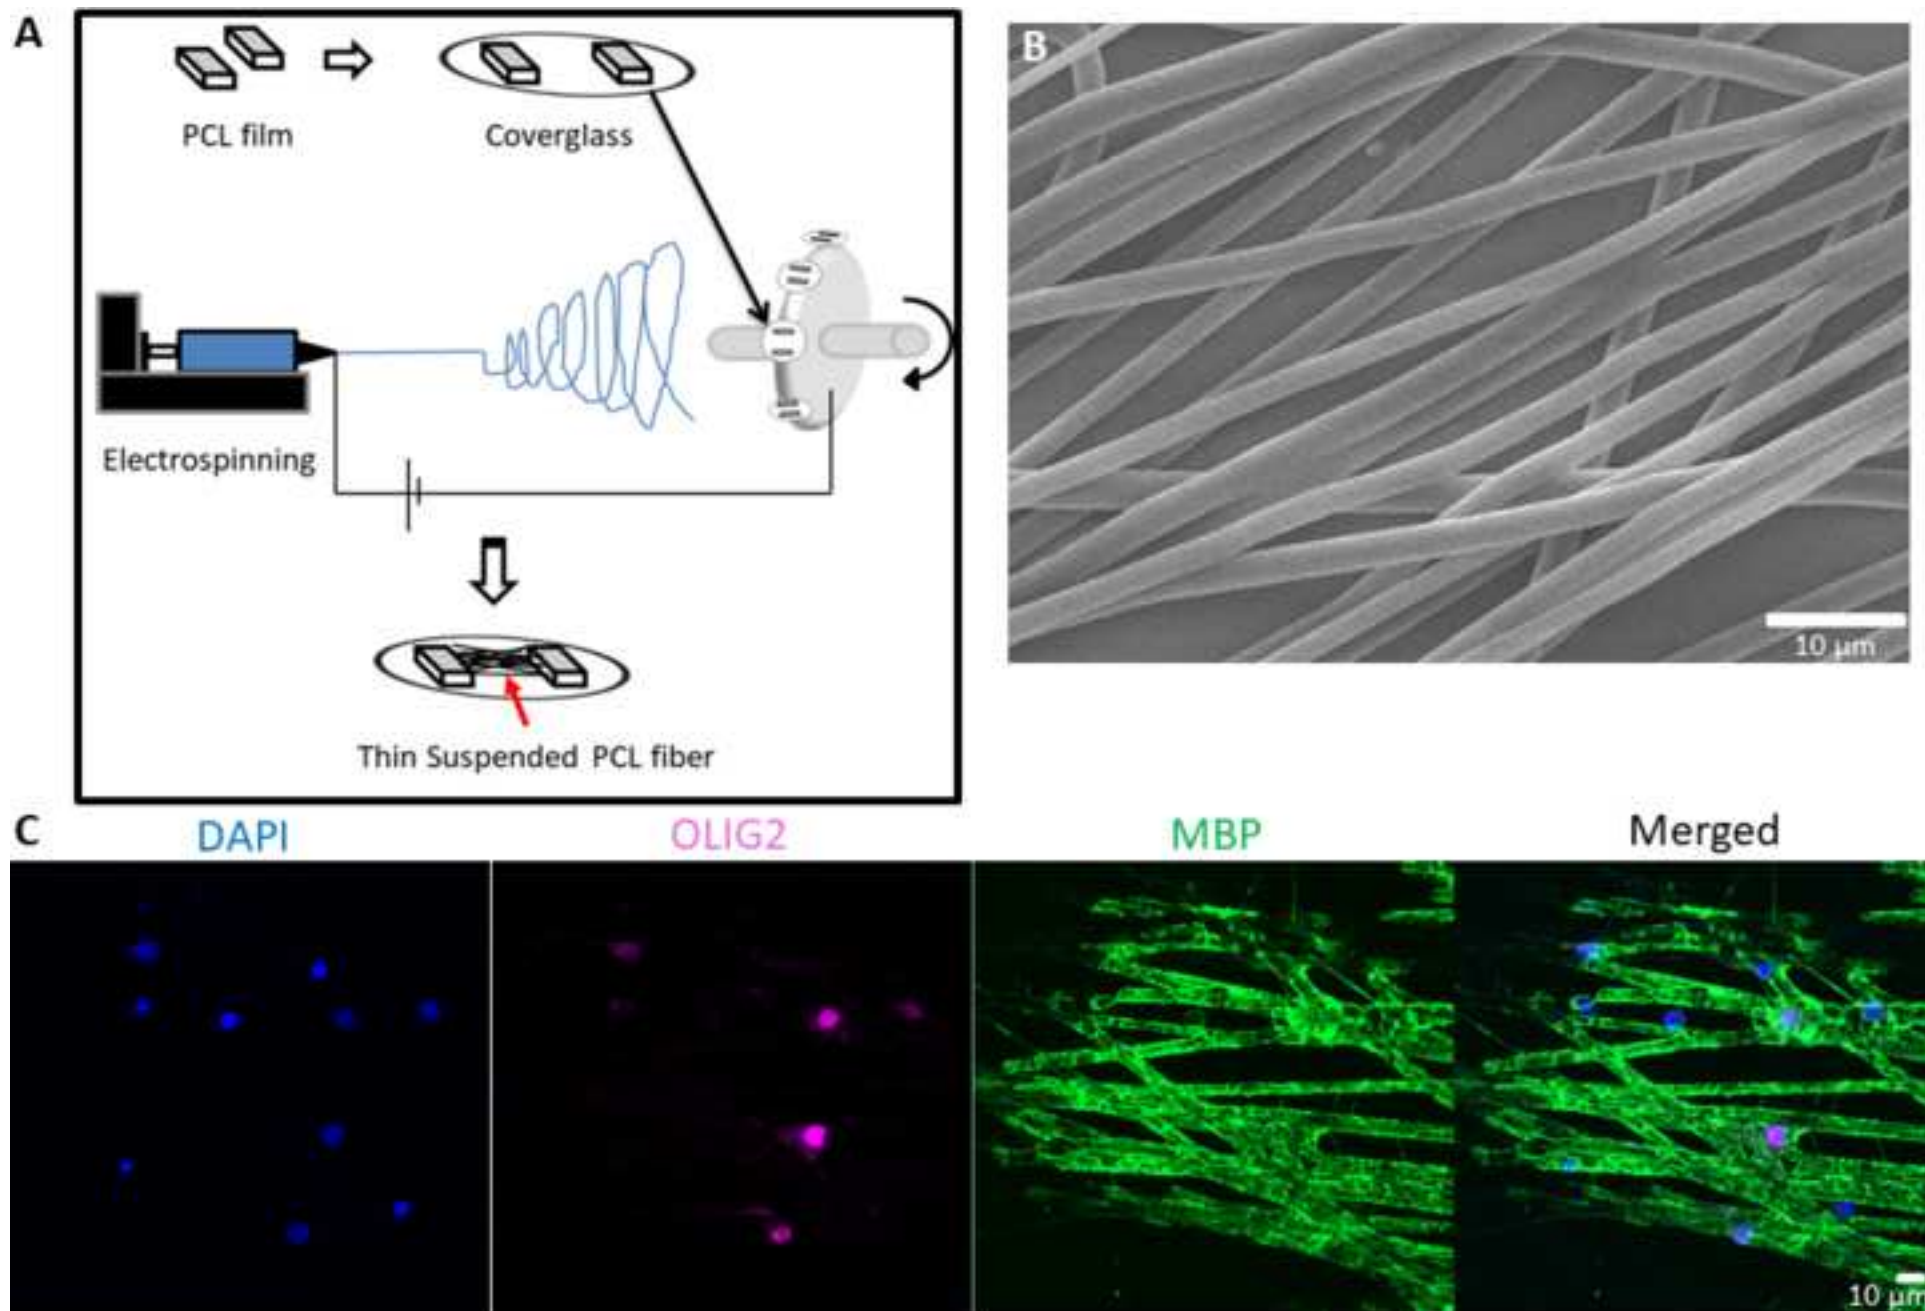 A
PCL film
Coverglass
Electrospinning
Thin Suspended PCL fiber
B
10 µm
C
DAPI
OLIG2
MBP
Merged
10 µm